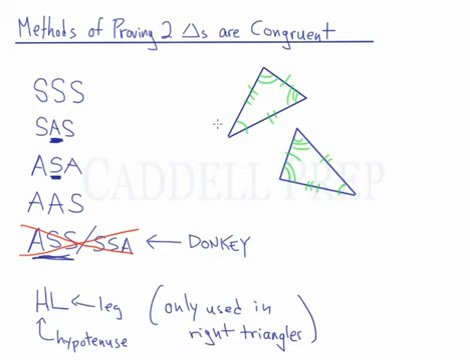 Methods of Proving 2 △s are Congruent
SSS
SAS
ASA
CADDELL PREP
AAS
ASS/SSA ← DONKEY
HL ← leg (only used in
hypotenuse right triangles)